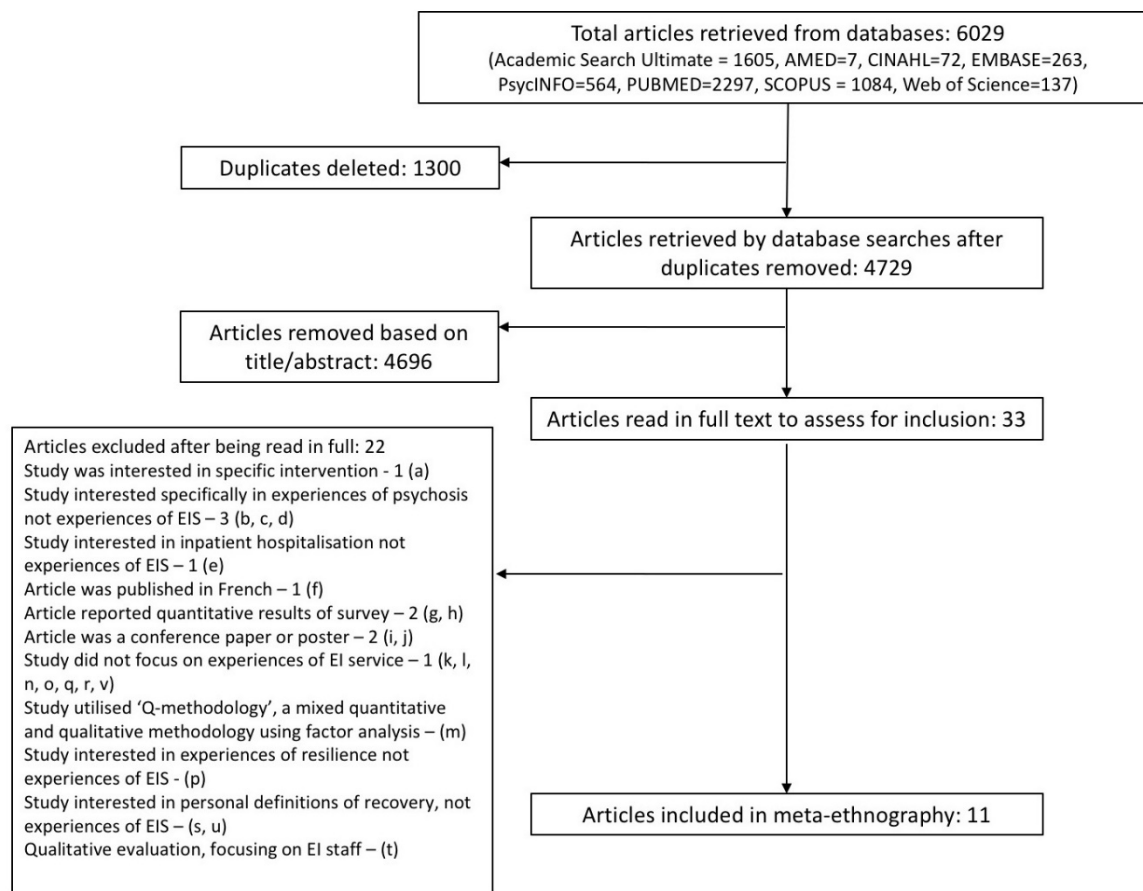 Total articles retrieved from databases: 6029
(Academic Search Ultimate = 1605, AMED=7, CINAHL=72, EMBASE=263,
PsycINFO=564, PUBMED=2297, SCOPUS = 1084, Web of Science=137)
Duplicates deleted: 1300
Articles retrieved by database searches after
duplicates removed: 4729
Articles removed based on
title/abstract: 4696
Articles read in full text to assess for inclusion: 33
Articles excluded after being read in full: 22
Study was interested in specific intervention - 1 (a)
Study interested specifically in experiences of psychosis
not experiences of EIS – 3 (b, c, d)
Study interested in inpatient hospitalisation not
experiences of EIS – 1 (e)
Article was published in French – 1 (f)
Article reported quantitative results of survey – 2 (g, h)
Article was a conference paper or poster – 2 (i, j)
Study did not focus on experiences of EI service – 1 (k, l,
n, o, q, r, v)
Study utilised ‘Q-methodology’, a mixed quantitative
and qualitative methodology using factor analysis – (m)
Study interested in experiences of resilience not
experiences of EIS - (p)
Study interested in personal definitions of recovery, not
experiences of EIS – (s, u)
Qualitative evaluation, focusing on EI staff – (t)
Articles included in meta-ethnography: 11